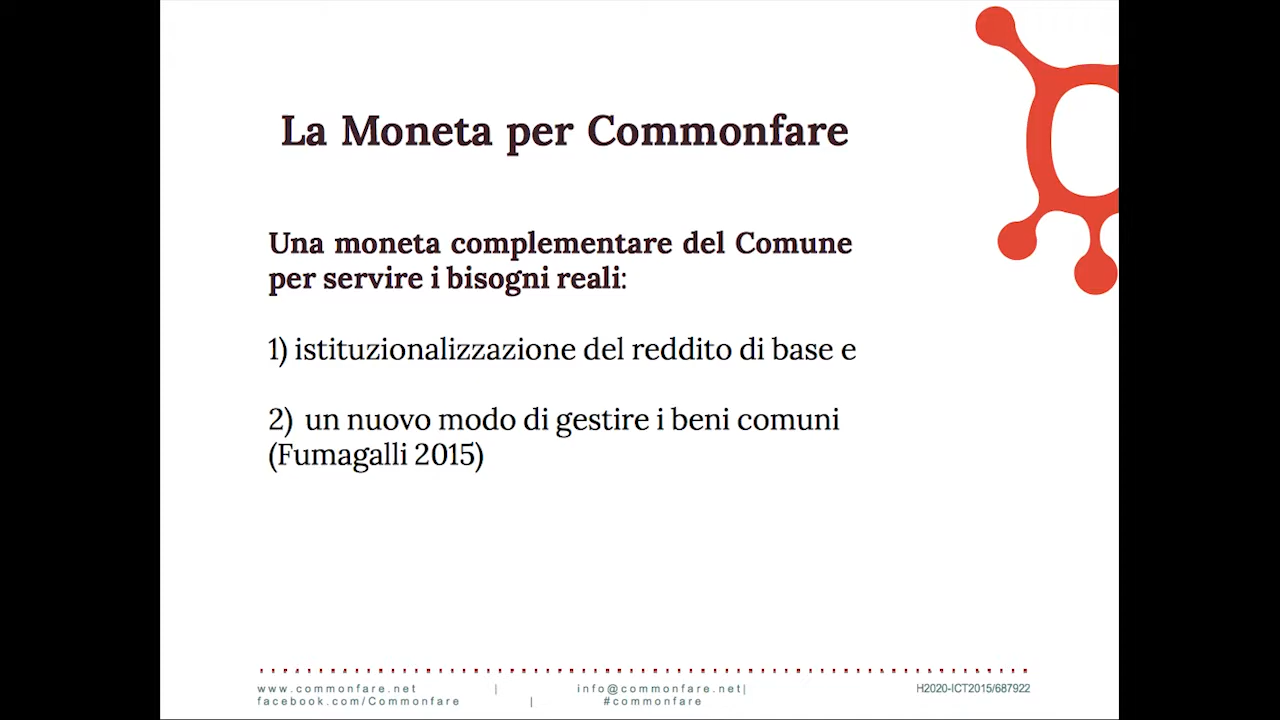 La Moneta per Commonfare
Una moneta complementare del Comune
per servire i bisogni reali:
1) istituzionalizzazione del reddito di base e
2) un nuovo modo di gestire i beni comuni
(Fumagalli 2015)
www.commonfare.net | info@commonfare.net| H2020-ICT2015/687922
facebook.com/Commonfare | #commonfare